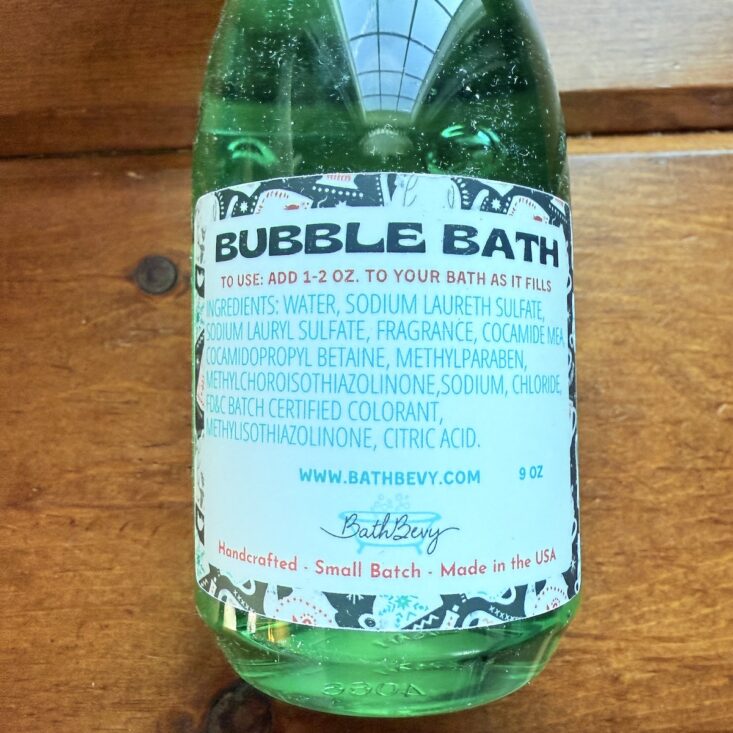 BUBBLE BATH
TO USE: ADD 1-2 OZ. TO YOUR BATH AS IT FILLS
INGREDIENTS: WATER, SODIUM LAURETH SULFATE,
SODIUM LAURYL SULFATE, FRAGRANCE, COCAMIDE MEA,
COCAMIDOPROPYL BETAINE, METHYLPARABEN,
METHYLCHOROISOTHIAZOLINONE,SODIUM, CHLORIDE,
FD&C BATCH CERTIFIED COLORANT,
METHYLISOTHIAZOLINONE, CITRIC ACID.
WWW.BATHBEVY.COM 9 OZ
BathBevy
Handcrafted - Small Batch - Made in the USA